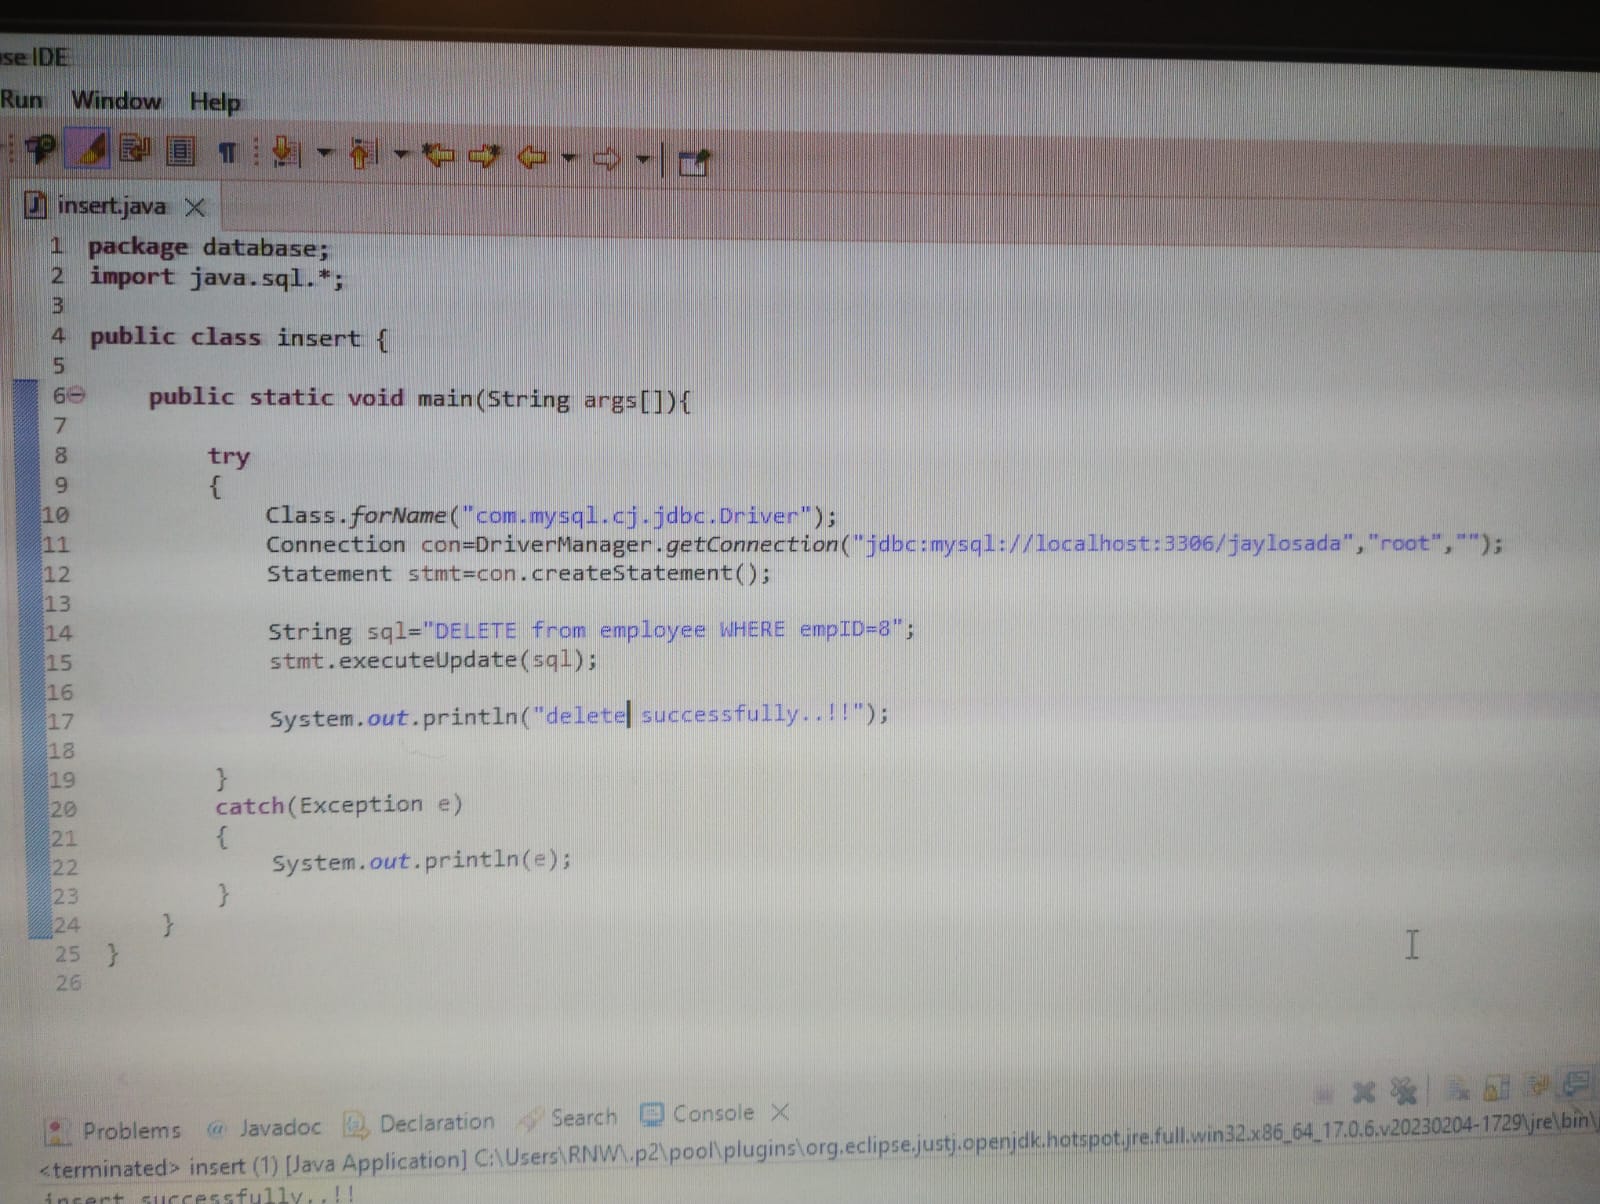 se IDE
Run Window Help
insert.java
1 package database;
2 import java.sql.*;
3
4 public class insert {
5
6 public static void main(String args[]){
7
8 try
9 {
10 Class.forName("com.mysql.cj.jdbc.Driver");
11 Connection con=DriverManager.getConnection("jdbc:mysql://localhost:3306/jaylosada","root","");
12 Statement stmt=con.createStatement();
13
14 String sql="DELETE from employee WHERE empID=8";
15 stmt.executeUpdate(sql);
16
17 System.out.println("delete successfully..!!");
18
19 }
20 catch(Exception e)
21 {
22 System.out.println(e);
23 }
24 }
25 }
26
Problems @ Javadoc Declaration Search Console
<terminated> insert (1) [Java Application] C:\Users\RNW\.p2\pool\plugins\org.eclipse.justj.openjdk.hotspot.jre.full.win32.x86_64_17.0.6.v20230204-1729\jre\bin\
insert successfully..!!